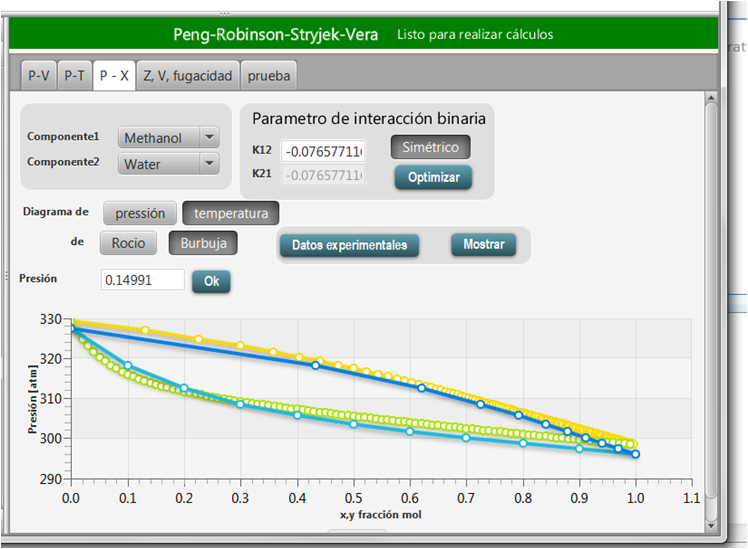 Peng-Robinson-Stryjek-Vera Listo para realizar cálculos
rat
P-V P-T P - X Z, V, fugacidad prueba
Parametro de interacción binaria
Componente1 Methanol
Componente2 Water
K12 -0.0765771 Simétrico
K21 -0.0765771 Optimizar
Diagrama de pressión temperatura
de Rocio Burbuja Datos experimentales Mostrar
Presión 0.14991 Ok
330
320
310
300
290
Presión [atm]
0.0 0.1 0.2 0.3 0.4 0.5 0.6 0.7 0.8 0.9 1.0 1.1
x,y fracción mol